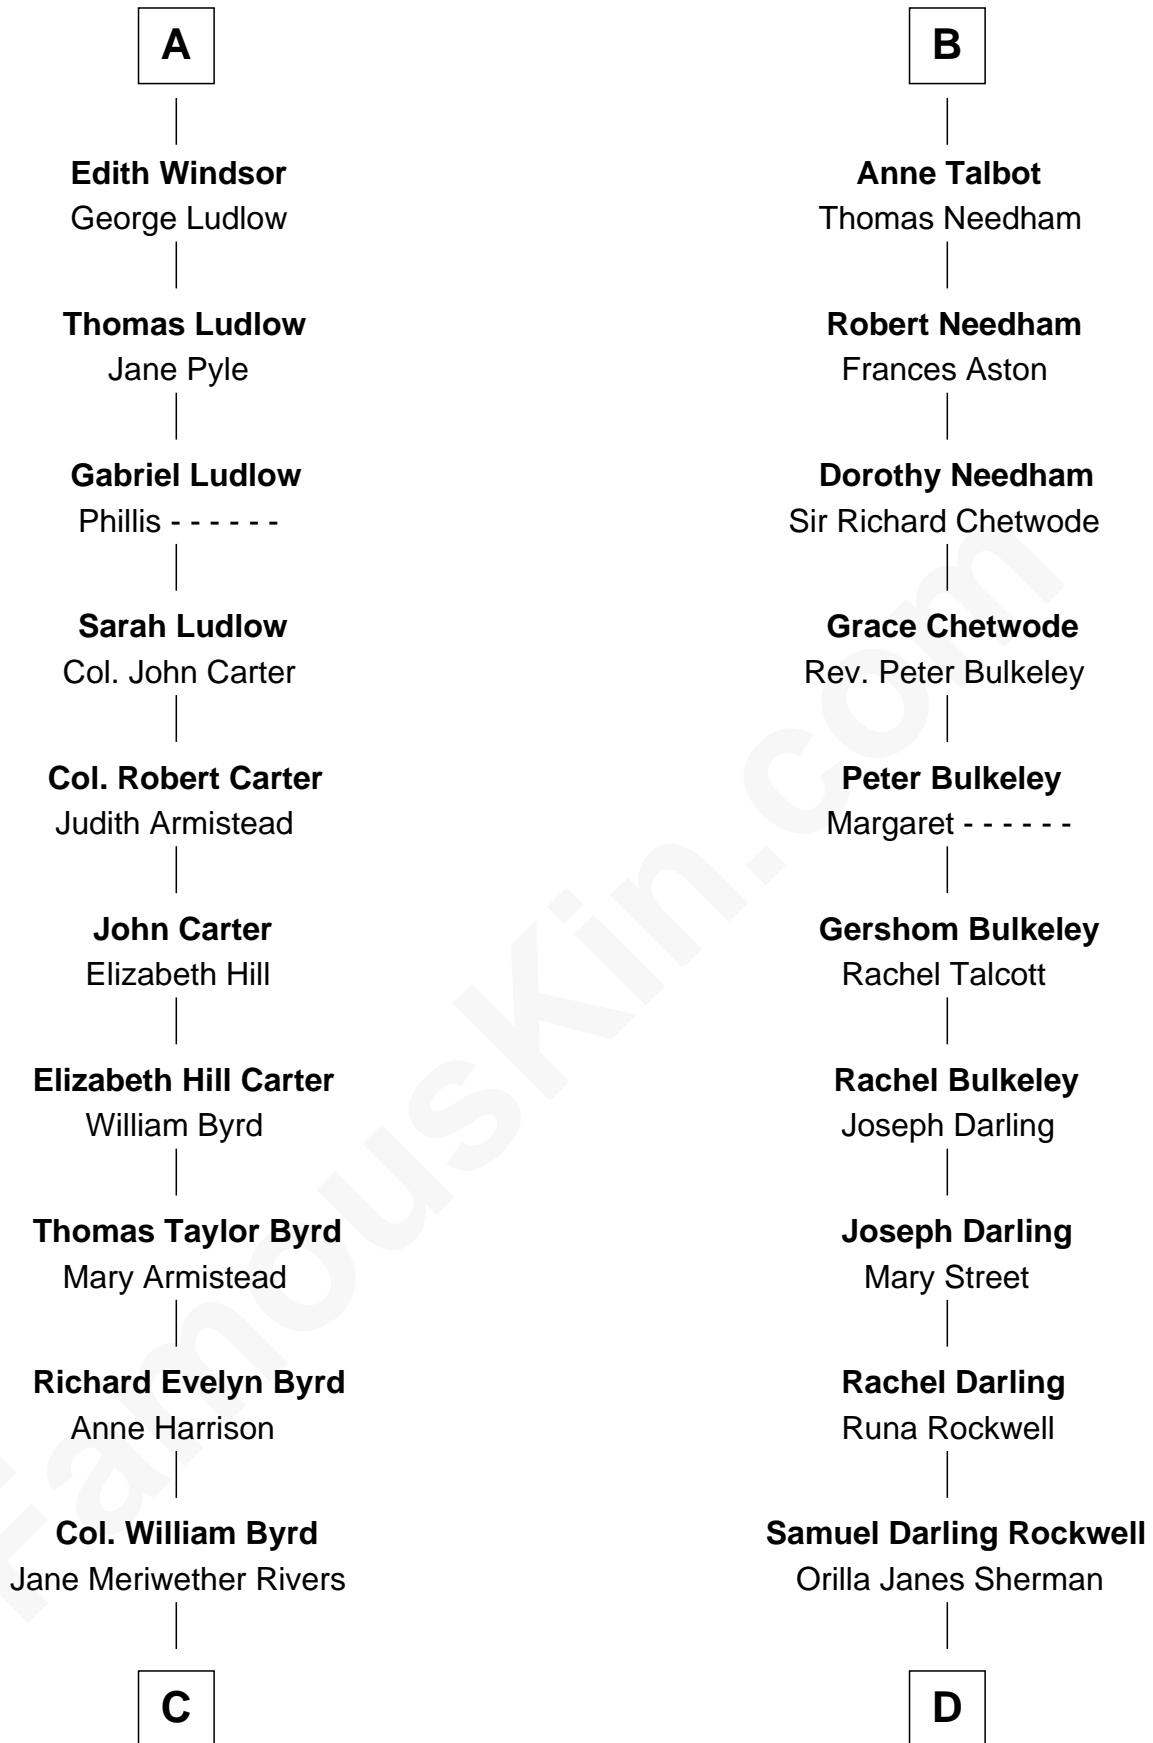 A
Edith Windsor
George Ludlow
Thomas Ludlow
Jane Pyle
Gabriel Ludlow
Phillis - - - - - -
Sarah Ludlow
Col. John Carter
Col. Robert Carter
Judith Armistead
John Carter
Elizabeth Hill
Elizabeth Hill Carter
William Byrd
Thomas Taylor Byrd
Mary Armistead
Richard Evelyn Byrd
Anne Harrison
Col. William Byrd
Jane Meriwether Rivers
C
B
Anne Talbot
Thomas Needham
Robert Needham
Frances Aston
Dorothy Needham
Sir Richard Chetwode
Grace Chetwode
Rev. Peter Bulkeley
Peter Bulkeley
Margaret - - - - - -
Gershom Bulkeley
Rachel Talcott
Rachel Bulkeley
Joseph Darling
Joseph Darling
Mary Street
Rachel Darling
Runa Rockwell
Samuel Darling Rockwell
Orilla Janes Sherman
D
FamousKin.com